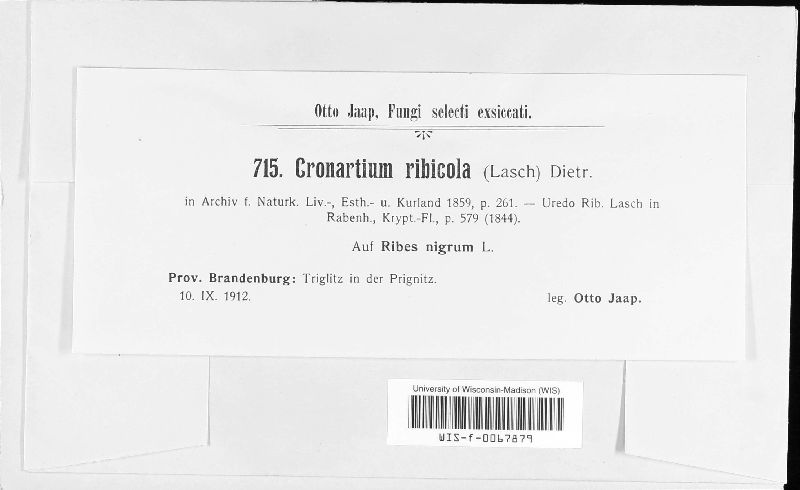 Otto Jaap, Fungi selecti exsiccati.
715. Cronartium ribicola (Lasch) Dietr.
in Archiv f. Naturk. Liv.-, Esth.- u. Kurland 1859, p. 261. — Uredo Rib. Lasch in
Rabenh., Krypt.-Fl., p. 579 (1844).
Auf Ribes nigrum L.
Prov. Brandenburg: Triglitz in der Prignitz.
10. IX. 1912. leg. Otto Jaap.
University of Wisconsin-Madison (WIS)
WIS-f-0067879